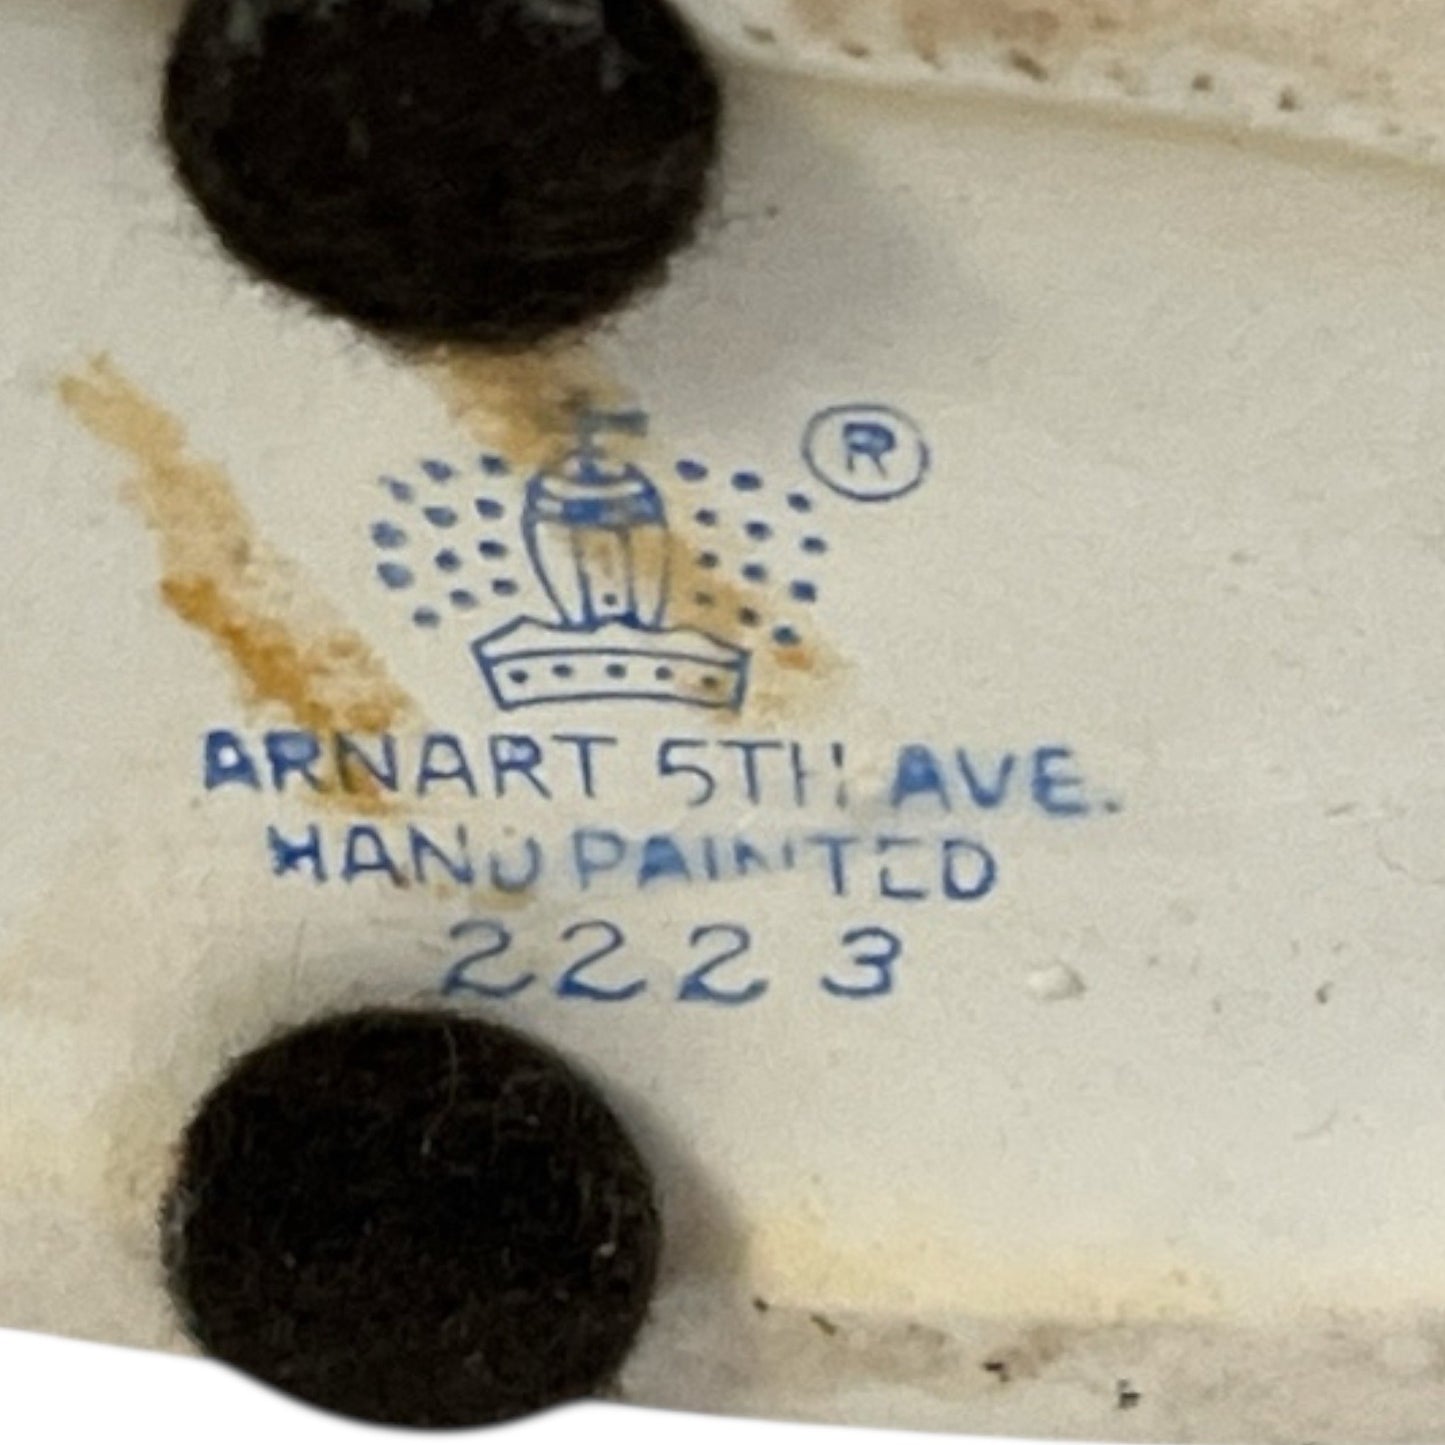 ®
ARNART 5TH AVE.
HAND PAINTED
2223